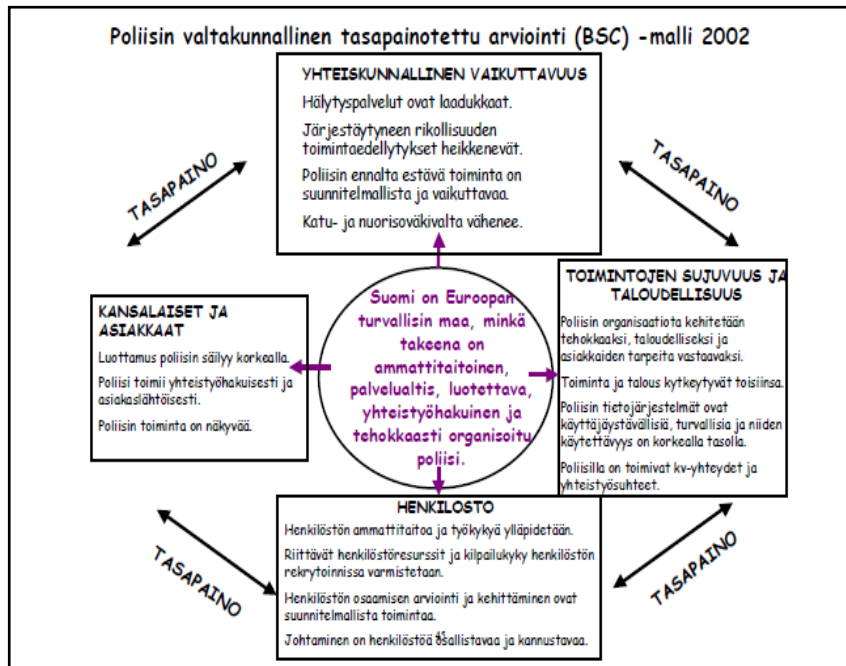 Poliisin valtakunnallinen tasapainotettu arviointi (BSC) -malli 2002
YHTEISKUNNALLINEN VAIKUTTAVUUS
Hälytyspalvelut ovat laadukkaat.
Järjestäytyneen rikollisuuden
toimintaedellytykset heikkenevät.
Poliisin ennalta estävä toiminta on
suunnitelmallista ja vaikuttavaa.
Katu- ja nuorisoväkivalta vähenee.
TASAPAINO
TASAPAINO
KANSALAISET JA
ASIAKKAAT
Luottamus poliisin säilyy korkealla.
Poliisi toimii yhteistyöhakuisesti ja
asiakaslähtöisesti.
Poliisin toiminta on näkyvää.
Suomi on Euroopan
turvallisin maa, minkä
takeena on
ammattitaitoinen,
palvelualtis, luotettava,
yhteistyöhakuinen ja
tehokkaasti organisoitu
poliisi.
TOIMINTOJEN SUJUVUUS JA
TALOUDELLISUUS
Poliisin organisaatiota kehitetään
tehokkaaksi, taloudelliseksi ja
asiakkaiden tarpeita vastaavaksi.
Toiminta ja talous kytkeytyvät toisiinsa.
Poliisin tietojärjestelmät ovat
käyttäjäystävällisiä, turvallisia ja niiden
käytettävyys on korkealla tasolla.
Poliisilla on toimivat kv-yhteydet ja
yhteistyösuhteet.
HENKILOSTO
Henkilöstön ammattitaitoa ja työkykyä ylläpidetään.
Riittävät henkilöstöresurssit ja kilpailukyky henkilöstön
rekrytoinnissa varmistetaan.
Henkilöstön osaamisen arviointi ja kehittäminen ovat
suunnitelmallista toimintaa.
Johtaminen on henkilöstöä osallistavaa ja kannustavaa.
TASAPAINO
TASAPAINO